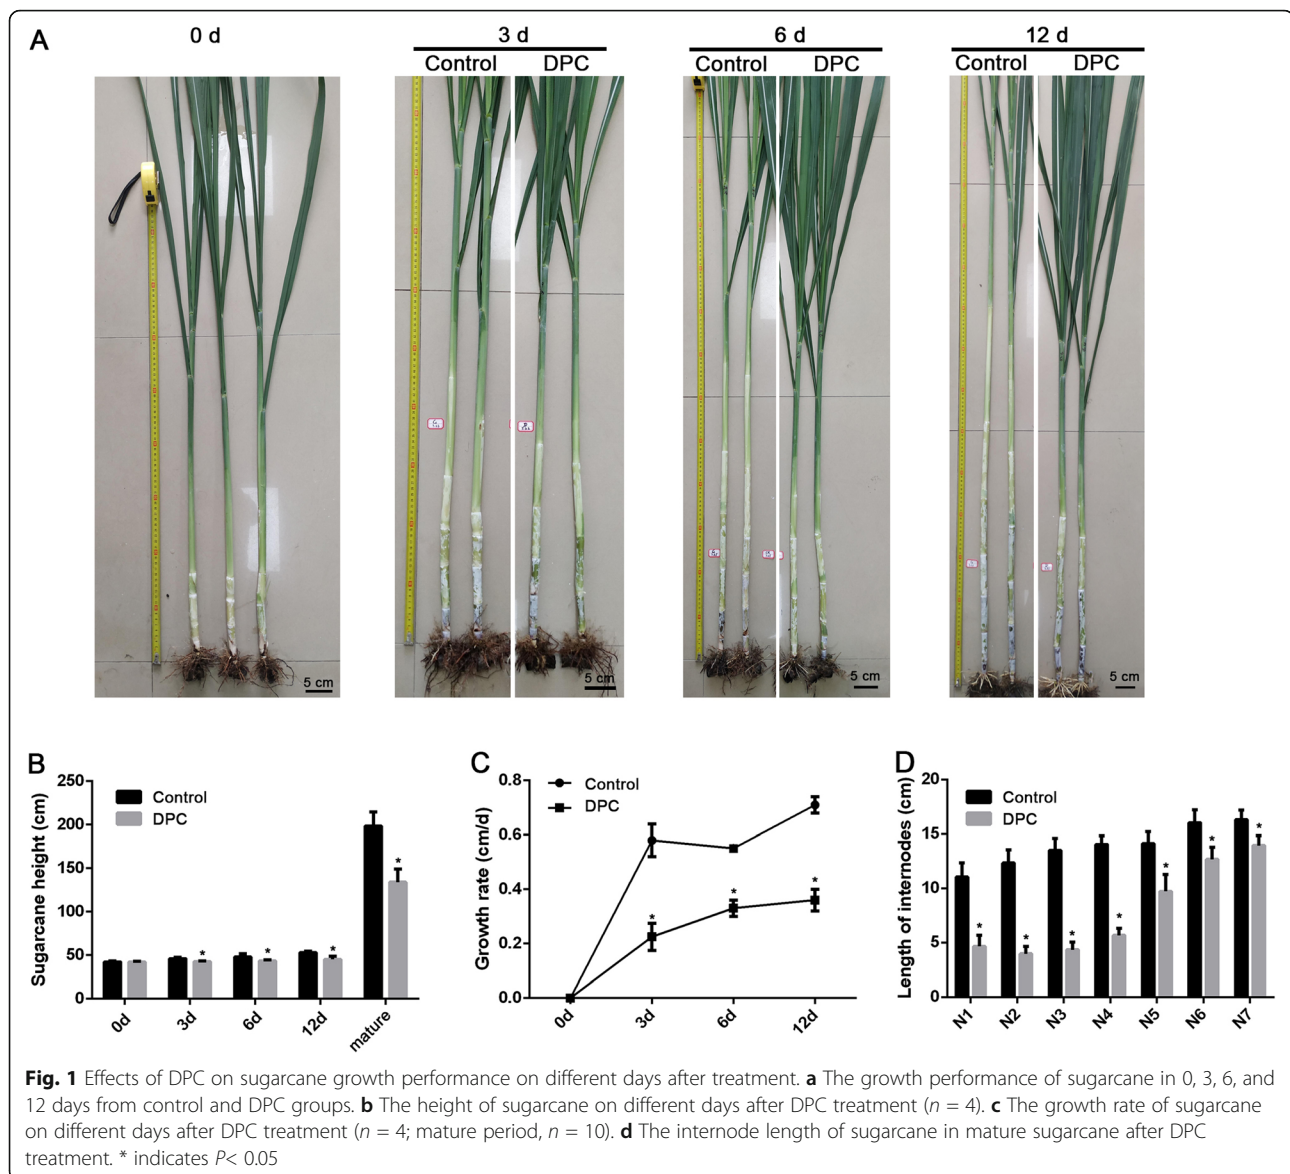 A
0 d
3 d
6 d
12 d
Control DPC
Control DPC
Control DPC
5 cm
5 cm
5 cm
5 cm
B
250
200
150
100
50
0
Sugarcane height (cm)
Control
DPC
*
*
*
*
0d
3d
6d
12d
mature
C
0.8
0.6
0.4
0.2
0.0
Growth rate (cm/d)
Control
DPC
*
*
*
0d
3d
6d
12d
D
20
15
10
5
0
Length of internodes (cm)
Control
DPC
*
*
*
*
*
*
*
N1
N2
N3
N4
N5
N6
N7
Fig. 1 Effects of DPC on sugarcane growth performance on different days after treatment. a The growth performance of sugarcane in 0, 3, 6, and
12 days from control and DPC groups. b The height of sugarcane on different days after DPC treatment (n = 4). c The growth rate of sugarcane
on different days after DPC treatment (n = 4; mature period, n = 10). d The internode length of sugarcane in mature sugarcane after DPC
treatment. * indicates P< 0.05